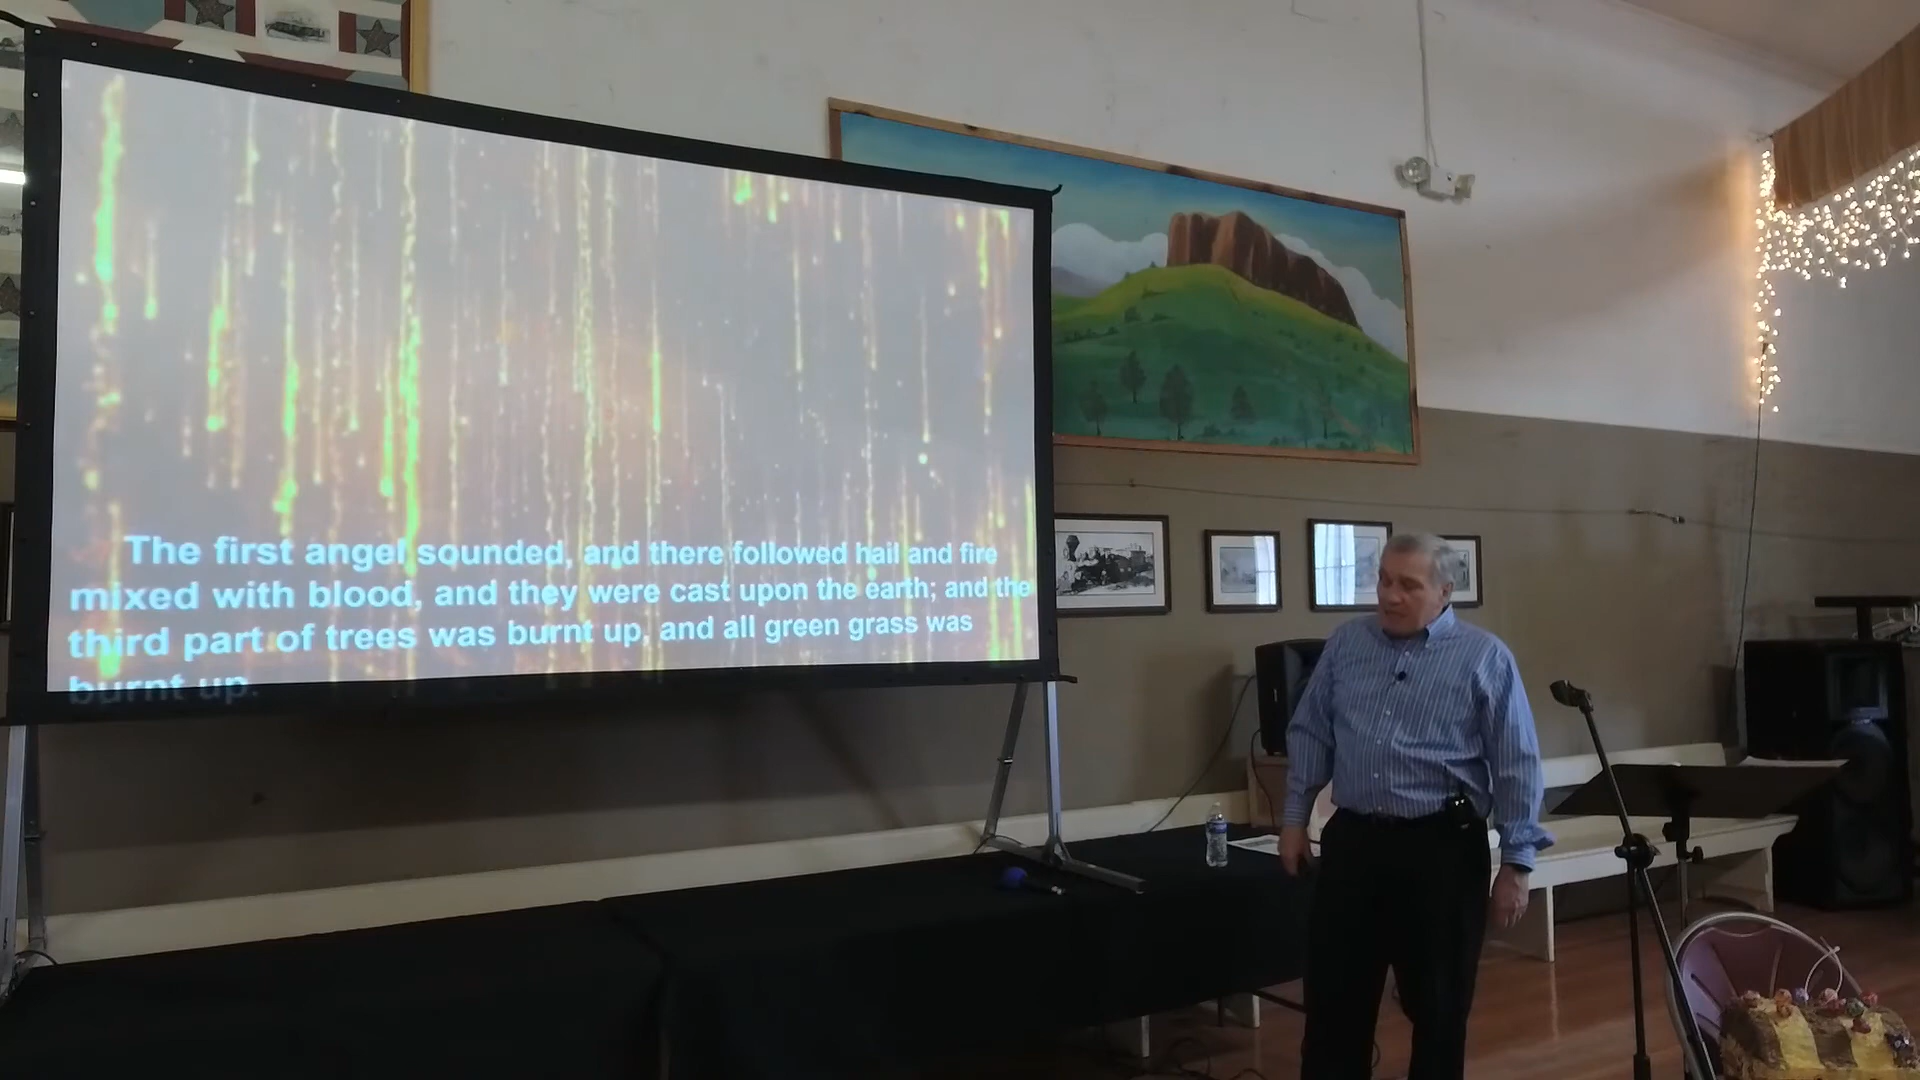 The first angel sounded, and there followed hail and fire
mixed with blood, and they were cast upon the earth; and the
third part of trees was burnt up, and all green grass was
burnt up.